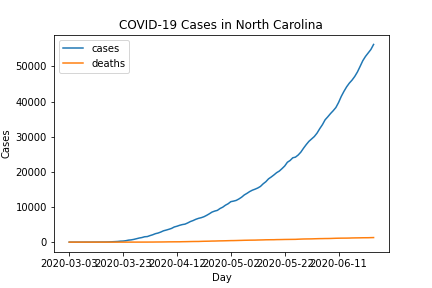 COVID-19 Cases in North Carolina
cases
deaths
50000
40000
30000
20000
10000
0
Cases
2020-03-03 2020-03-23 2020-04-12 2020-05-02 2020-05-22 2020-06-11
Day